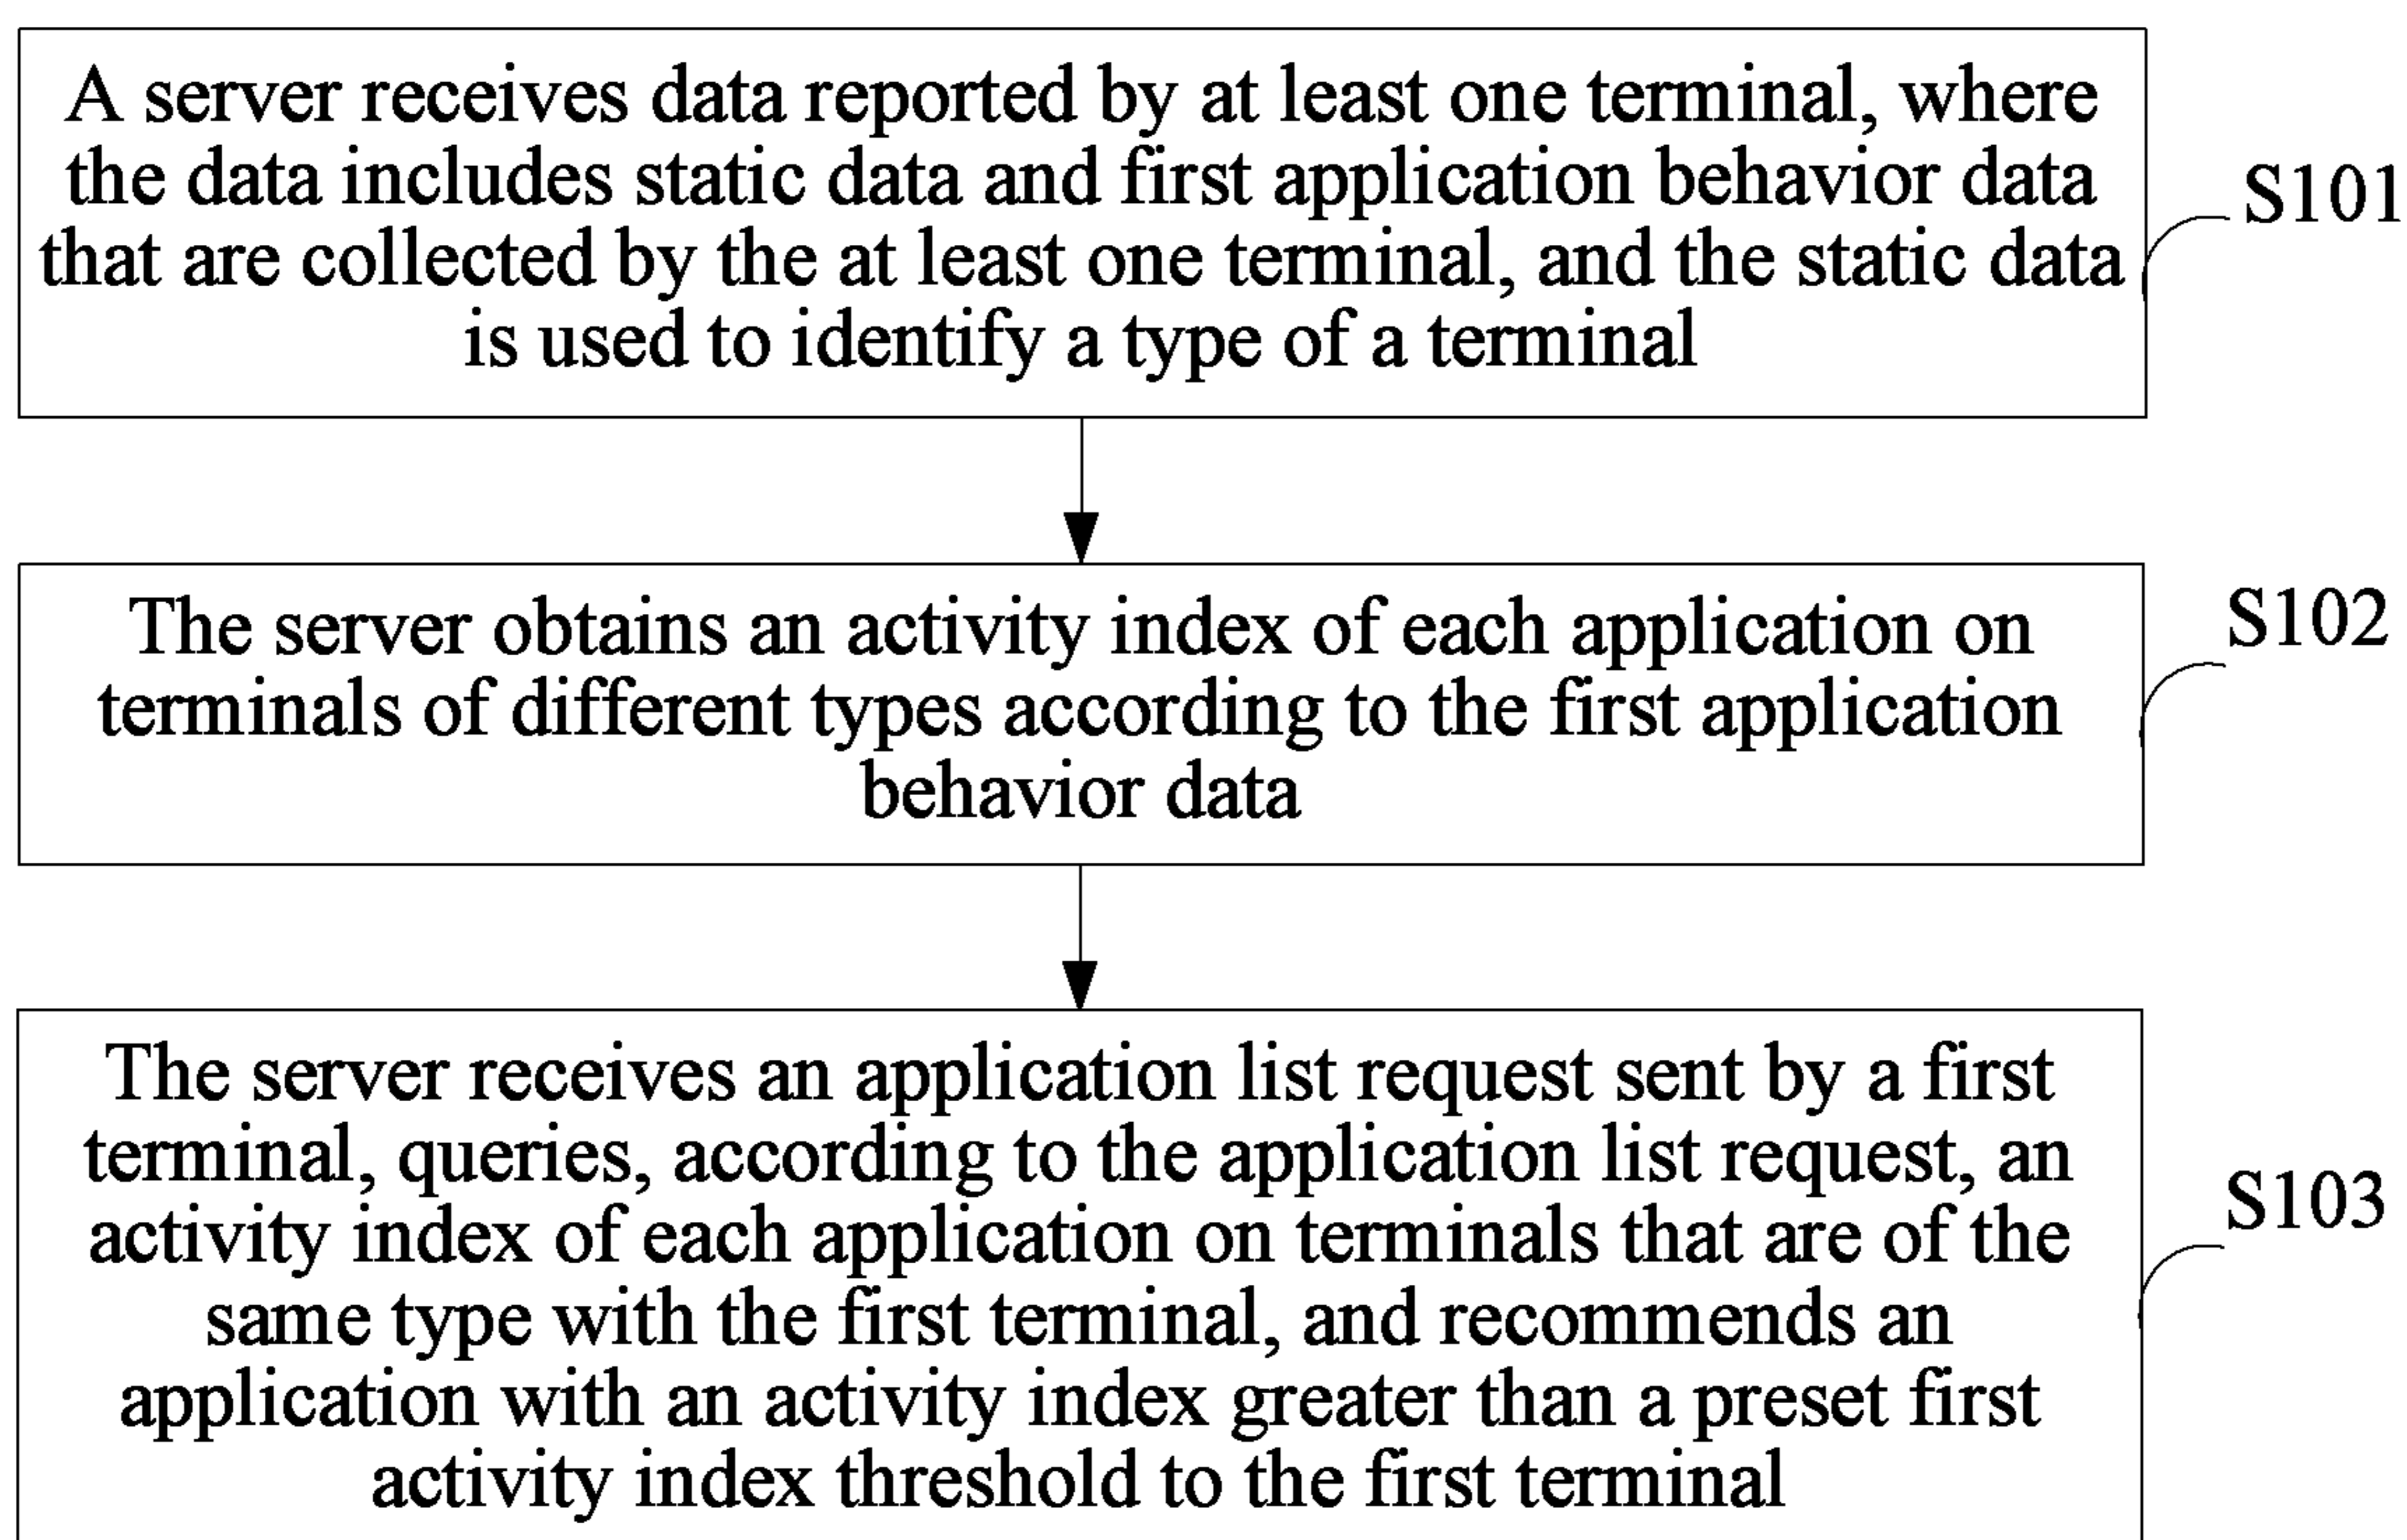 A server receives data reported by at least one terminal, where
the data includes static data and first application behavior data
that are collected by the at least one terminal, and the static data
is used to identify a type of a terminal
S101
The server obtains an activity index of each application on
terminals of different types according to the first application
behavior data
S102
The server receives an application list request sent by a first
terminal, queries, according to the application list request, an
activity index of each application on terminals that are of the
same type with the first terminal, and recommends an
application with an activity index greater than a preset first
activity index threshold to the first terminal
S103